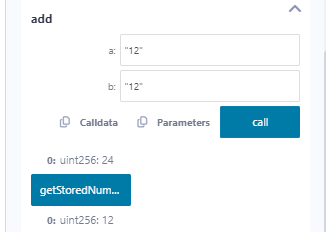 add
a: "12"
b: "12"
Calldata Parameters call
0: uint256: 24
getStoredNum...
0: uint256: 12